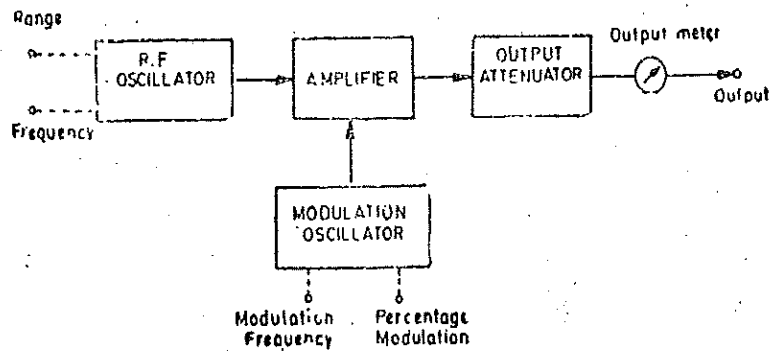 Range
R.F
OSCILLATOR
Frequency
AMPLIFIER
OUTPUT
ATTENUATOR
Output meter
Output
MODULATION
OSCILLATOR
Modulation
Frequency
Percentage
Modulation